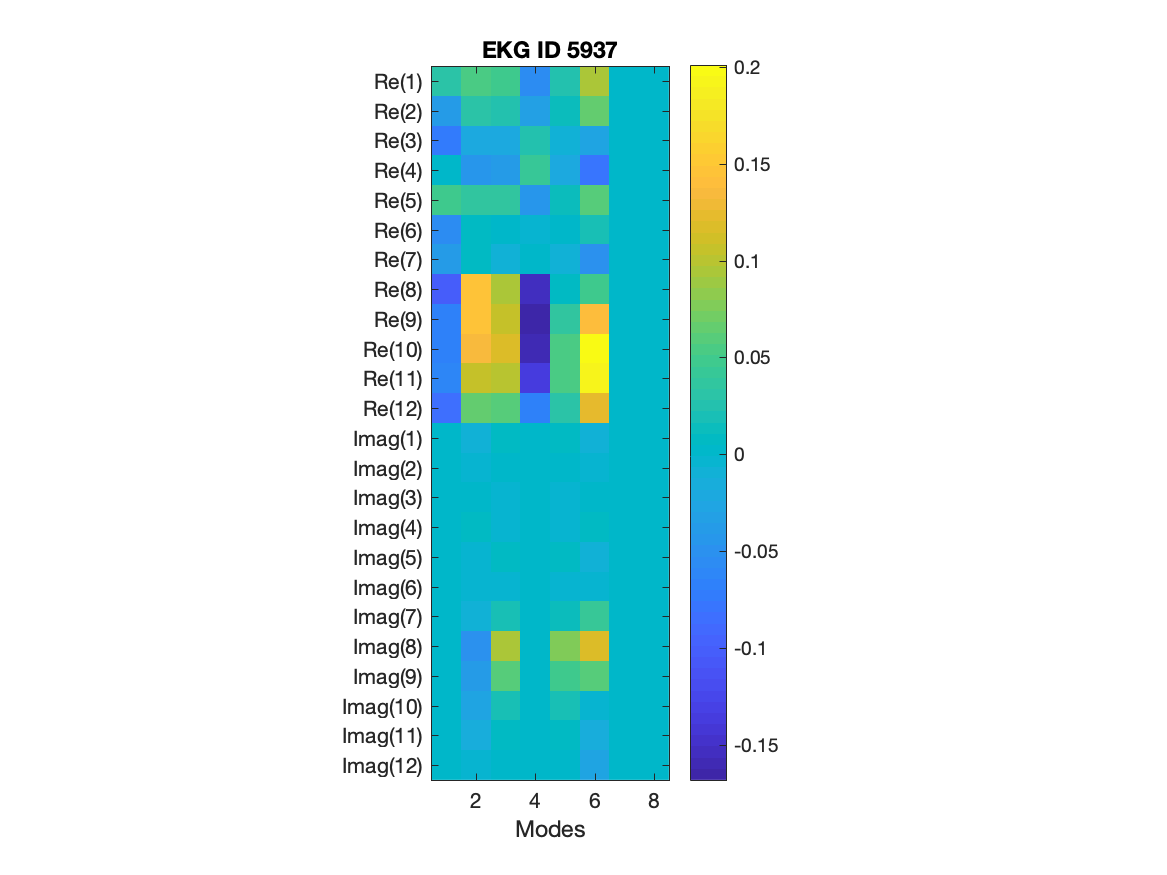 EKG ID 5937
Re(1)
Re(2)
Re(3)
Re(4)
Re(5)
Re(6)
Re(7)
Re(8)
Re(9)
Re(10)
Re(11)
Re(12)
Imag(1)
Imag(2)
Imag(3)
Imag(4)
Imag(5)
Imag(6)
Imag(7)
Imag(8)
Imag(9)
Imag(10)
Imag(11)
Imag(12)
2 4 6 8
Modes
0.2
0.15
0.1
0.05
0
-0.05
-0.1
-0.15